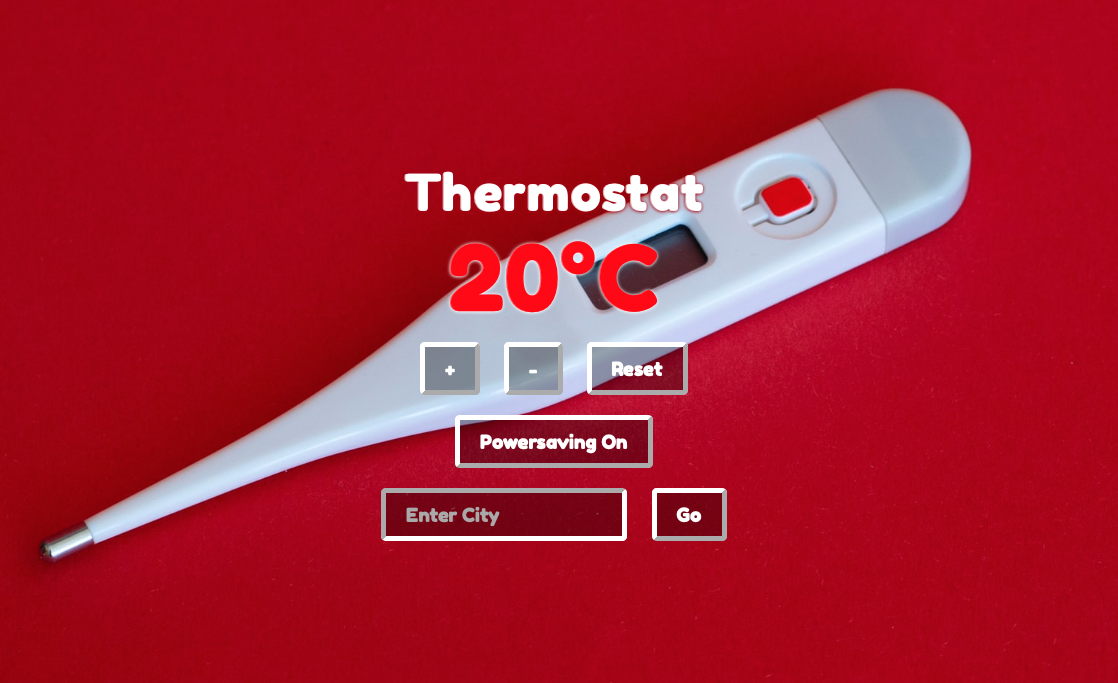 Thermostat
20°C
+ - Reset
Powersaving On
Enter City Go